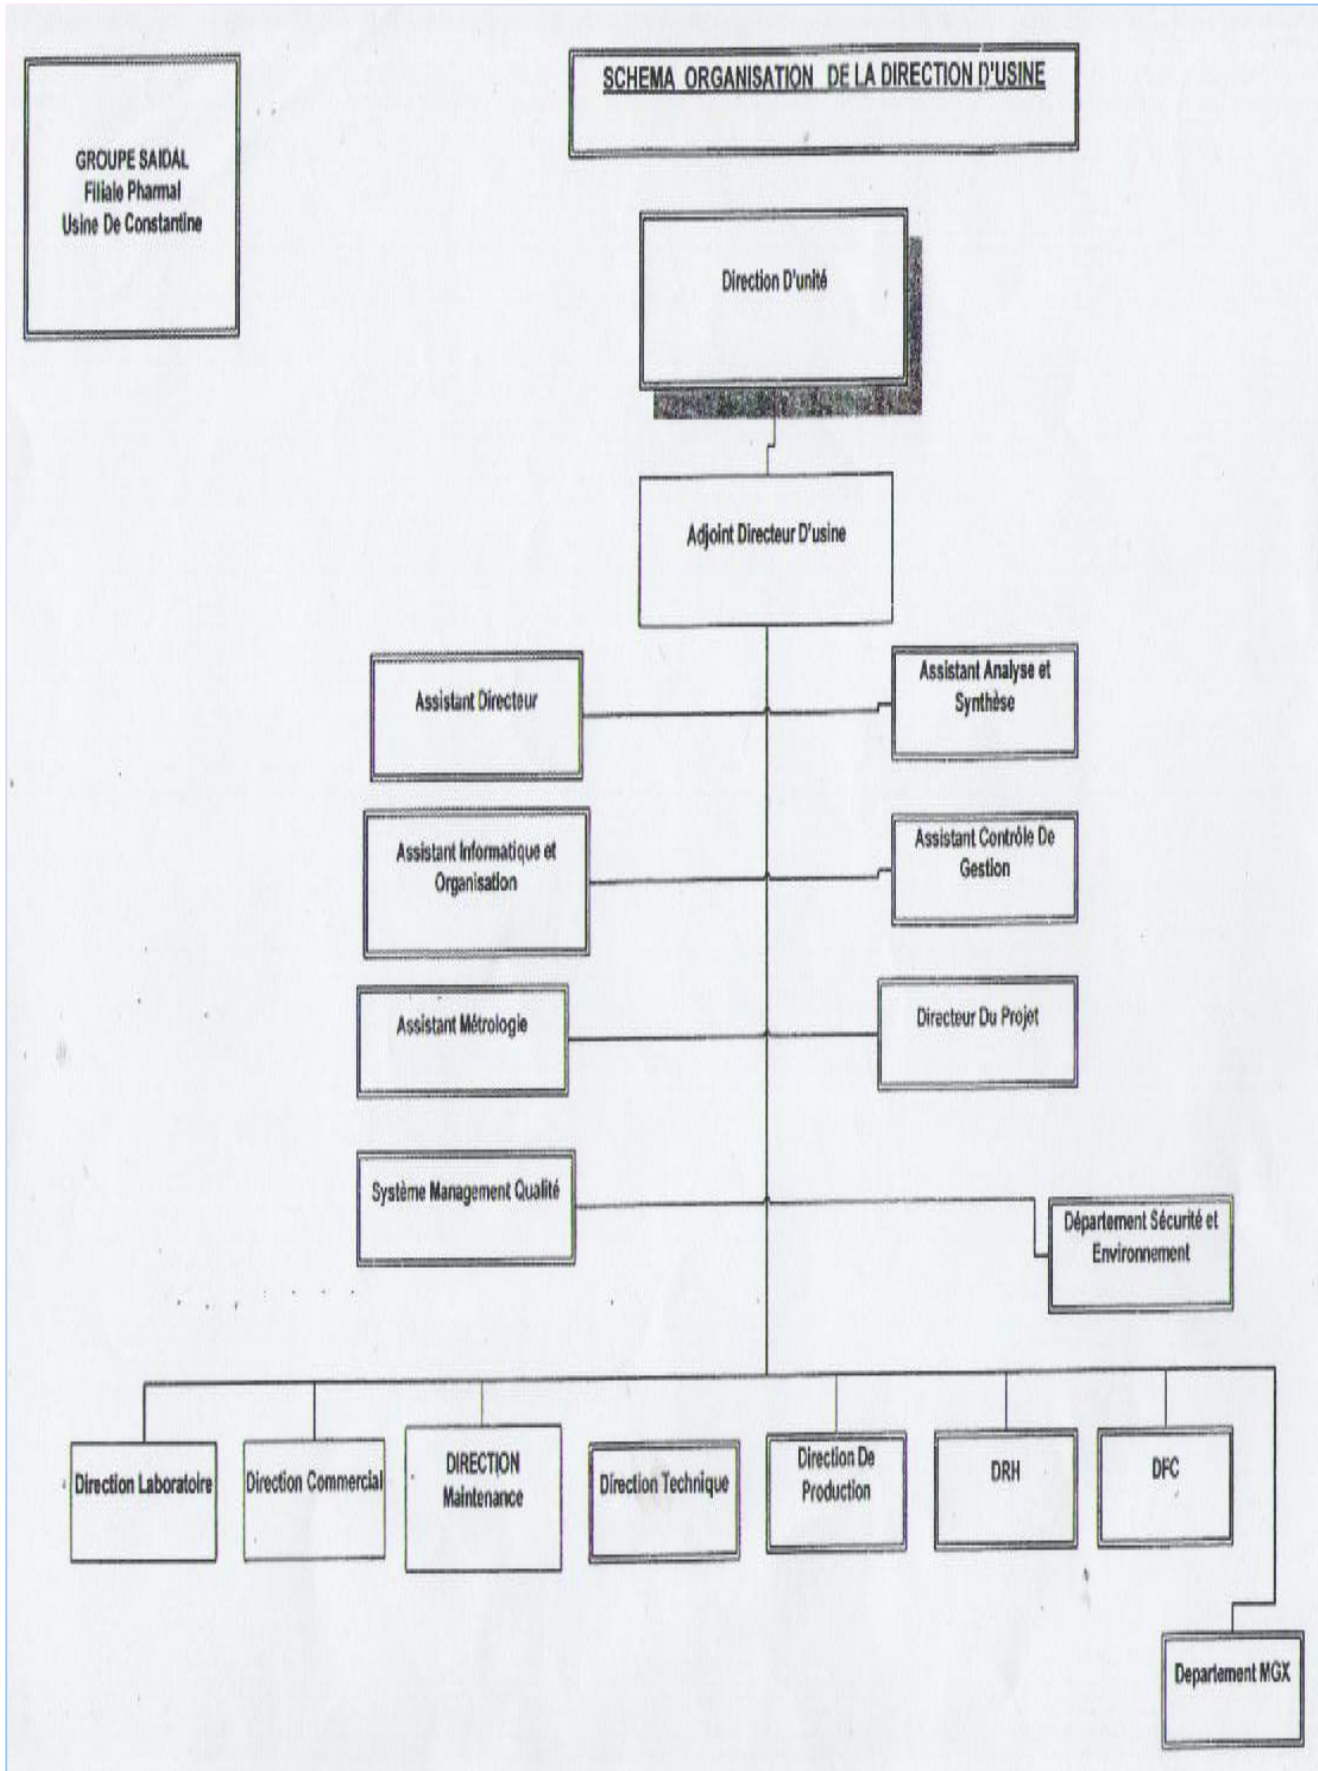 SCHEMA ORGANISATION DE LA DIRECTION D'USINE
GROUPE SAIDAL
Filiale Pharmal
Usine De Constantine
Direction D'unité
Adjoint Directeur D'usine
Assistant Directeur
Assistant Analyse et
Synthèse
Assistant Informatique et
Organisation
Assistant Contrôle De
Gestion
Assistant Métrologie
Directeur Du Projet
Système Management Qualité
Département Sécurité et
Environnement
Direction Laboratoire
Direction Commercial
DIRECTION
Maintenance
Direction Technique
Direction De
Production
DRH
DFC
Departement MGX